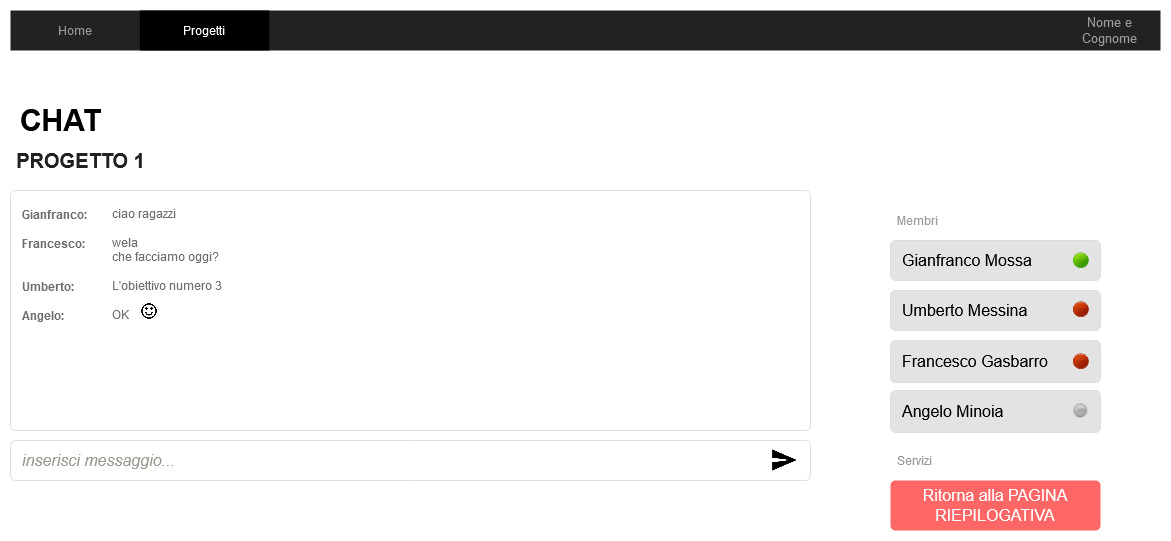 Home
Progetti
Nome e
Cognome
CHAT
PROGETTO 1
Gianfranco: ciao ragazzi
Francesco: wela
che facciamo oggi?
Umberto: L'obiettivo numero 3
Angelo: OK
inserisci messaggio...
Membri
Gianfranco Mossa
Umberto Messina
Francesco Gasbarro
Angelo Minoia
Servizi
Ritorna alla PAGINA
RIEPILOGATIVA